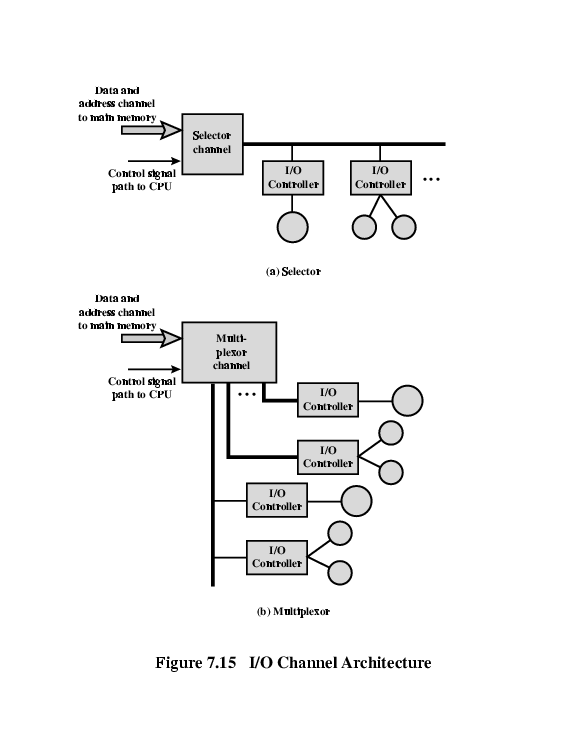 Data and
address channel
to main memory
Selector
channel
Control signal
path to CPU
I/O
Controller
I/O
Controller
...
(a) Selector
Data and
address channel
to main memory
Multi-
plexor
channel
Control signal
path to CPU
...
I/O
Controller
I/O
Controller
I/O
Controller
I/O
Controller
(b) Multiplexor
Figure 7.15 I/O Channel Architecture